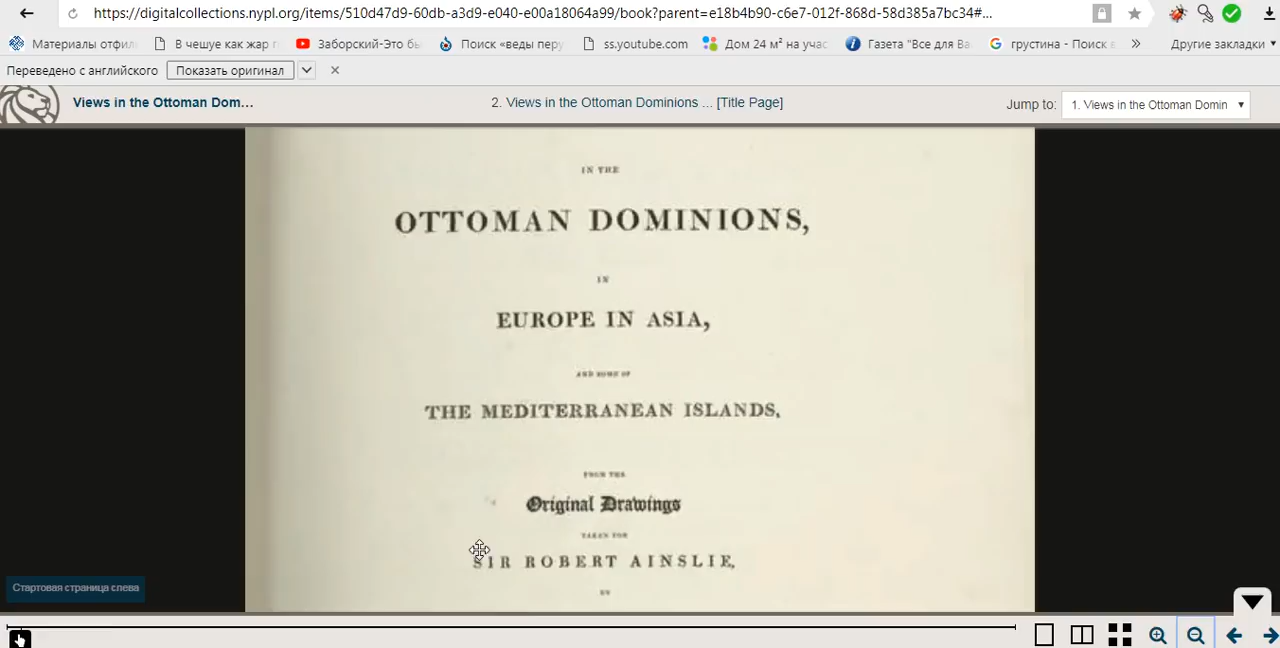 https://digitalcollections.nypl.org/items/510d47d9-60db-a3d9-e040-e00a18064a99/book?parent=e18b4b90-c6e7-012f-868d-58d385a7bc34#...
Материалы отфил В чешуе как жар г Заборский-Это бы Поиск «веды перу ss.youtube.com Дом 24 м² на учас Газета "Все для Ва грустина - Поиск » Другие закладки
Переведено с английского Показать оригинал
Views in the Ottoman Dom... 2. Views in the Ottoman Dominions ... [Title Page] Jump to: 1. Views in the Ottoman Domin
IN THE
OTTOMAN DOMINIONS,
IN
EUROPE IN ASIA,
AND SOME OF
THE MEDITERRANEAN ISLANDS,
FROM THE
Original Drawings
TAKEN FOR
SIR ROBERT AINSLIE,
BY
Стартовая страница слева